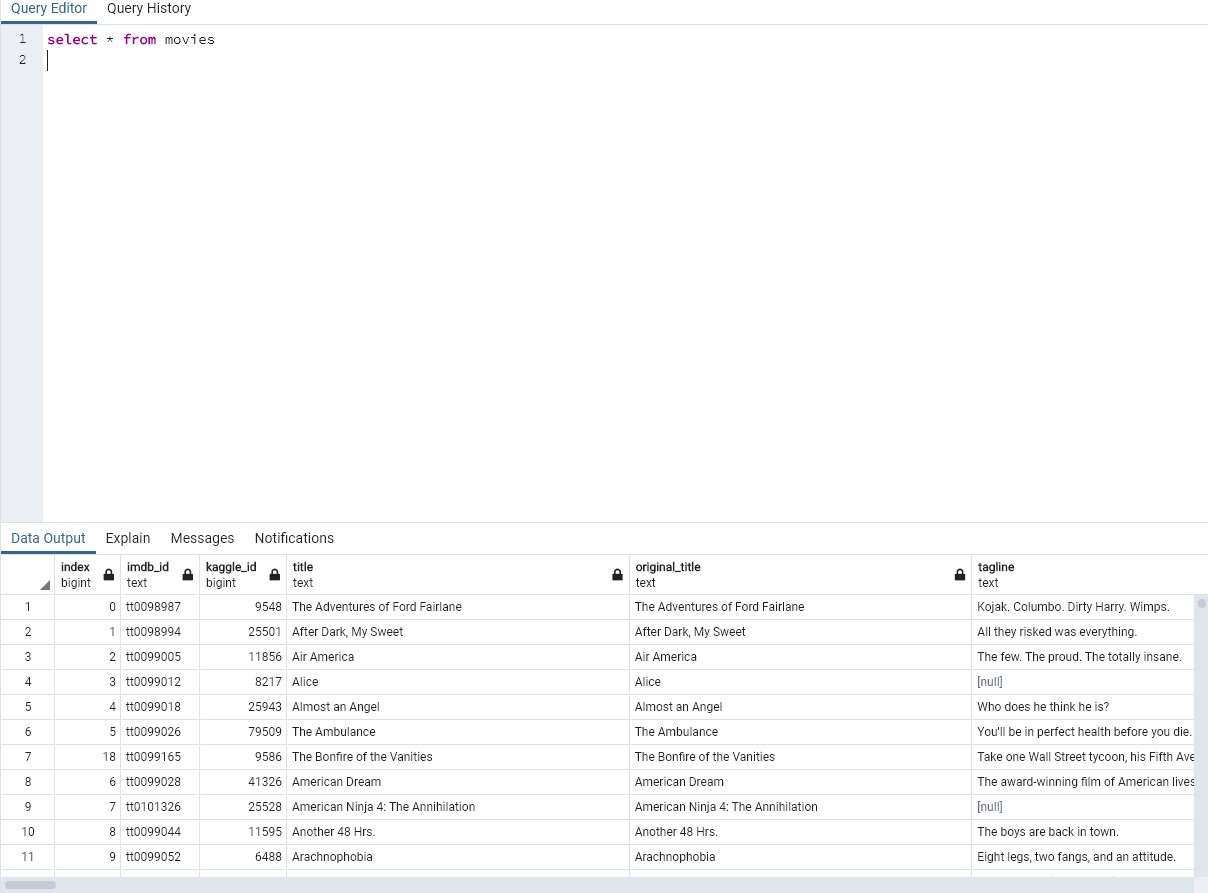 Query Editor Query History
1 select * from movies
2
Data Output Explain Messages Notifications
index imdb_id kaggle_id title original_title tagline
bigint text bigint text text text
1 0 tt0098987 9548 The Adventures of Ford Fairlane The Adventures of Ford Fairlane Kojak. Columbo. Dirty Harry. Wimps.
2 1 tt0098994 25501 After Dark, My Sweet After Dark, My Sweet All they risked was everything.
3 2 tt0099005 11856 Air America Air America The few. The proud. The totally insane.
4 3 tt0099012 8217 Alice Alice [null]
5 4 tt0099018 25943 Almost an Angel Almost an Angel Who does he think he is?
6 5 tt0099026 79509 The Ambulance The Ambulance You'll be in perfect health before you die.
7 18 tt0099165 9586 The Bonfire of the Vanities The Bonfire of the Vanities Take one Wall Street tycoon, his Fifth Ave
8 6 tt0099028 41326 American Dream American Dream The award-winning film of American lives
9 7 tt0101326 25528 American Ninja 4: The Annihilation American Ninja 4: The Annihilation [null]
10 8 tt0099044 11595 Another 48 Hrs. Another 48 Hrs. The boys are back in town.
11 9 tt0099052 6488 Arachnophobia Arachnophobia Eight legs, two fangs, and an attitude.